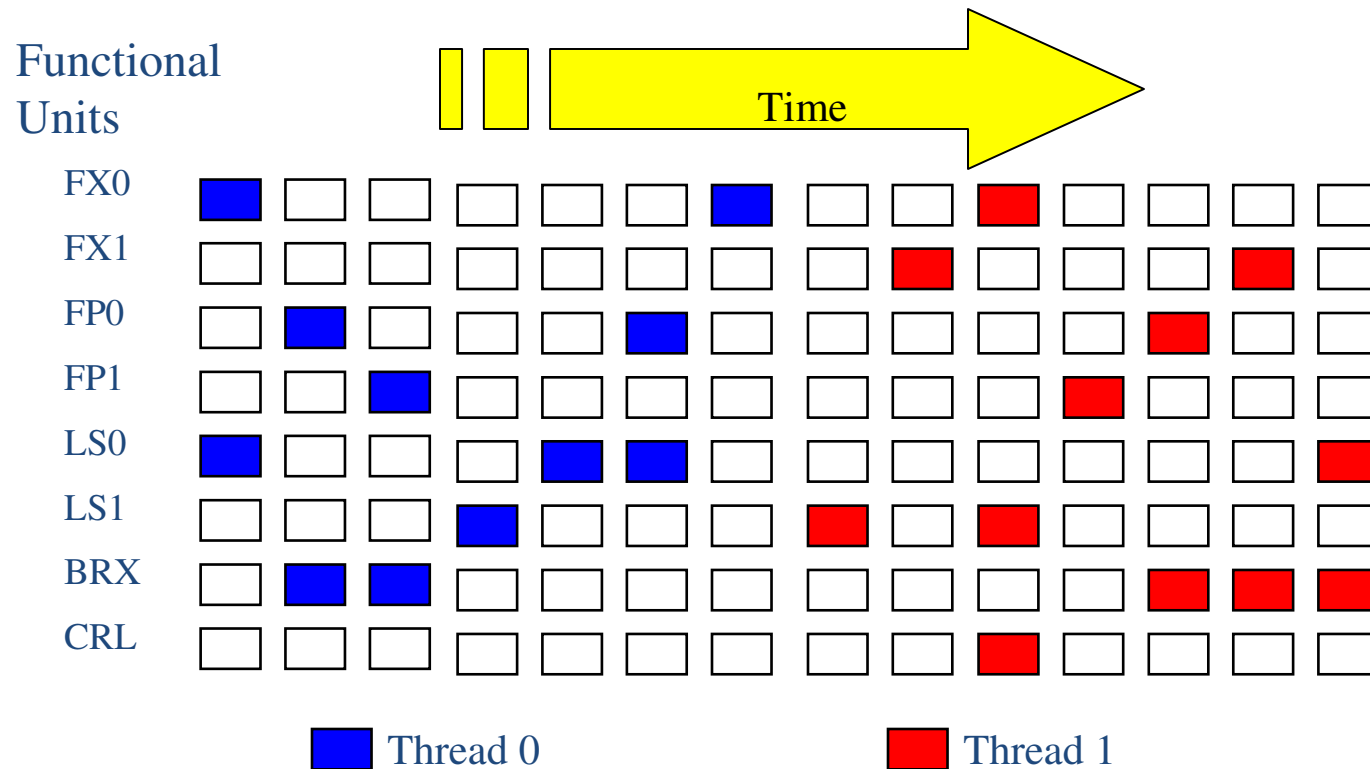 Functional
Units
Time
FX0
FX1
FP0
FP1
LS0
LS1
BRX
CRL
Thread 0
Thread 1